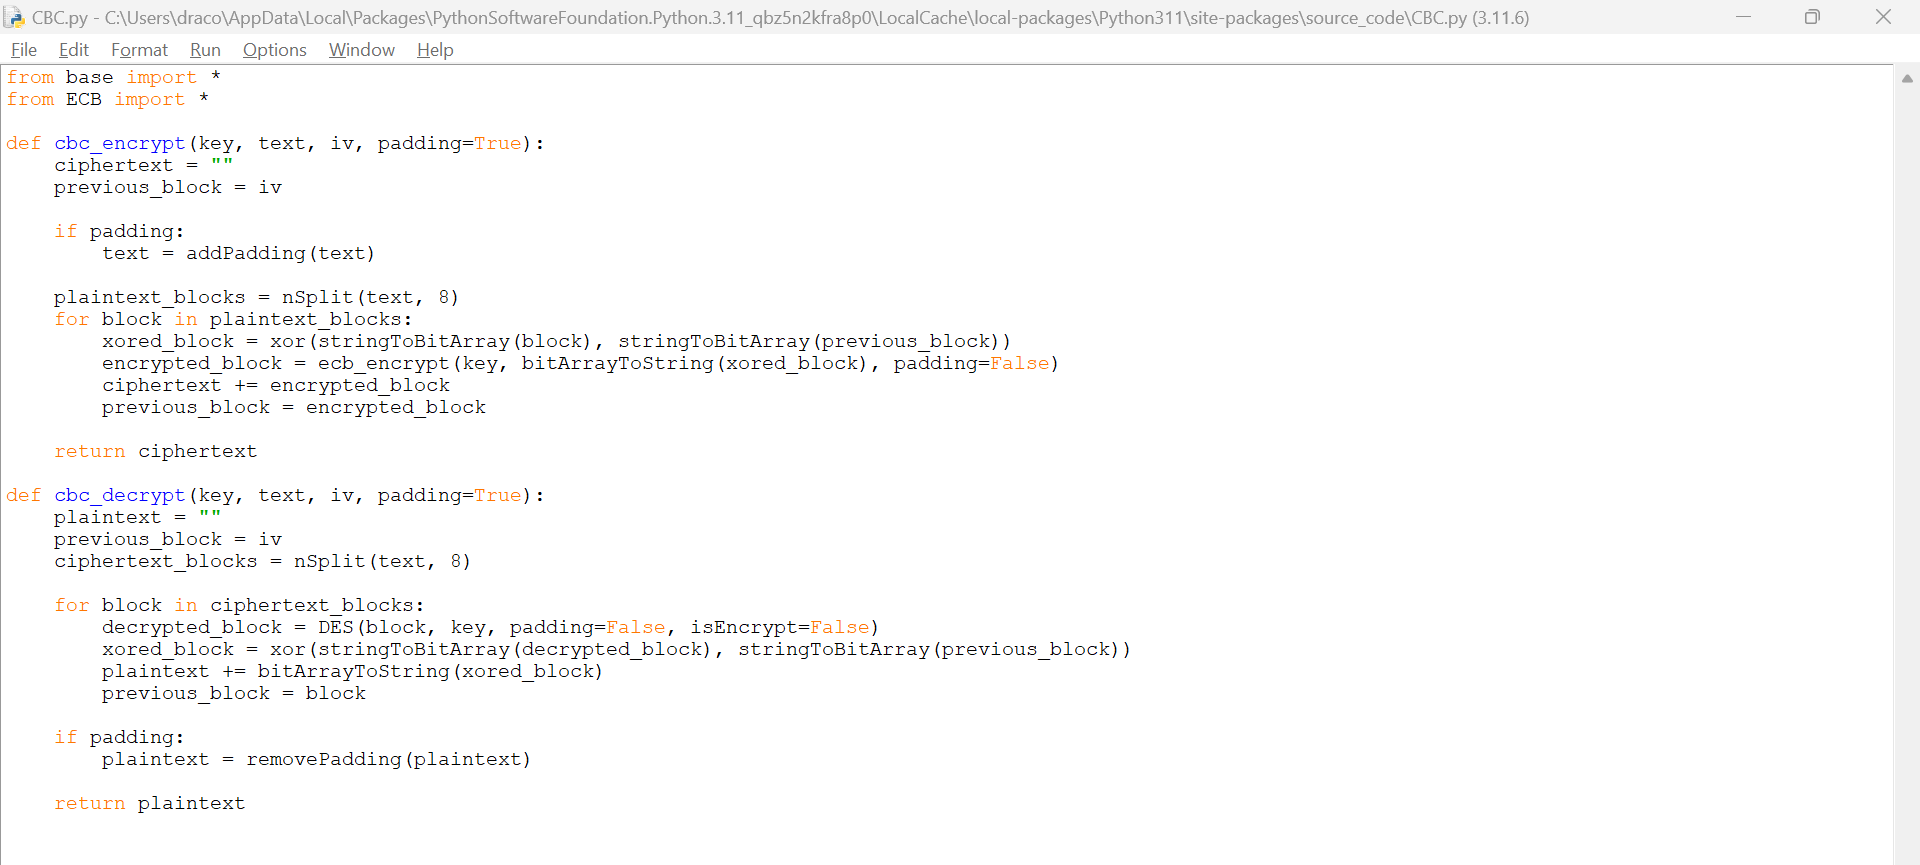 CBC.py - C:\Users\draco\AppData\Local\Packages\PythonSoftwareFoundation.Python.3.11_qbz5n2kfra8p0\LocalCache\local-packages\Python311\site-packages\source_code\CBC.py (3.11.6)
File Edit Format Run Options Window Help
from base import *
from ECB import *

def cbc_encrypt(key, text, iv, padding=True):
    ciphertext = ""
    previous_block = iv

    if padding:
        text = addPadding(text)

    plaintext_blocks = nSplit(text, 8)
    for block in plaintext_blocks:
        xored_block = xor(stringToBitArray(block), stringToBitArray(previous_block))
        encrypted_block = ecb_encrypt(key, bitArrayToString(xored_block), padding=False)
        ciphertext += encrypted_block
        previous_block = encrypted_block

    return ciphertext

def cbc_decrypt(key, text, iv, padding=True):
    plaintext = ""
    previous_block = iv
    ciphertext_blocks = nSplit(text, 8)

    for block in ciphertext_blocks:
        decrypted_block = DES(block, key, padding=False, isEncrypt=False)
        xored_block = xor(stringToBitArray(decrypted_block), stringToBitArray(previous_block))
        plaintext += bitArrayToString(xored_block)
        previous_block = block

    if padding:
        plaintext = removePadding(plaintext)

    return plaintext